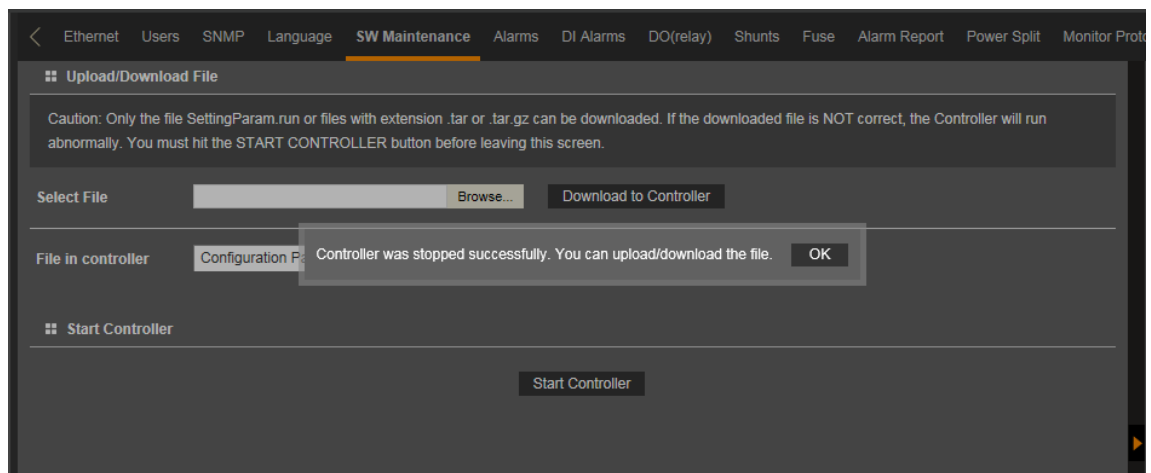 Ethernet Users SNMP Language SW Maintenance Alarms DI Alarms DO(relay) Shunts Fuse Alarm Report Power Split Monitor
Upload/Download File
Caution: Only the file SettingParam.run or files with extension .tar or .tar.gz can be downloaded. If the downloaded file is NOT correct, the Controller will run
abnormally. You must hit the START CONTROLLER button before leaving this screen.
Select File Browse... Download to Controller
File in controller Configuration Controller was stopped successfully. You can upload/download the file. OK
Start Controller
Start Controller